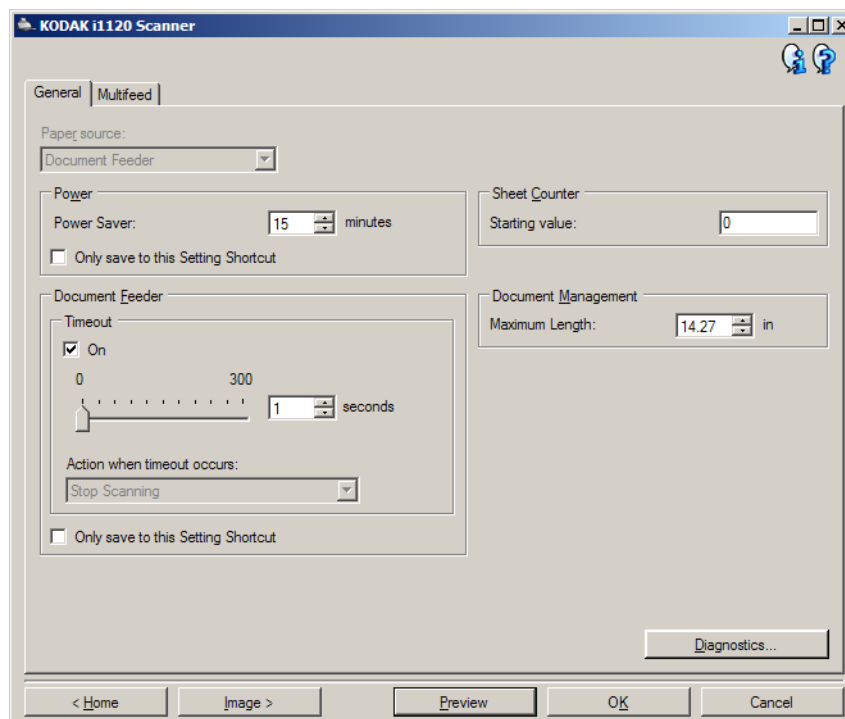 KODAK i1120 Scanner
General
Multifeed
Paper source:
Document Feeder
Power
Power Saver:
15
minutes
Only save to this Setting Shortcut
Sheet Counter
Starting value:
0
Document Feeder
Timeout
On
0
300
1
seconds
Action when timeout occurs:
Stop Scanning
Only save to this Setting Shortcut
Document Management
Maximum Length:
14.27
in
Diagnostics...
< Home
Image >
Preview
OK
Cancel